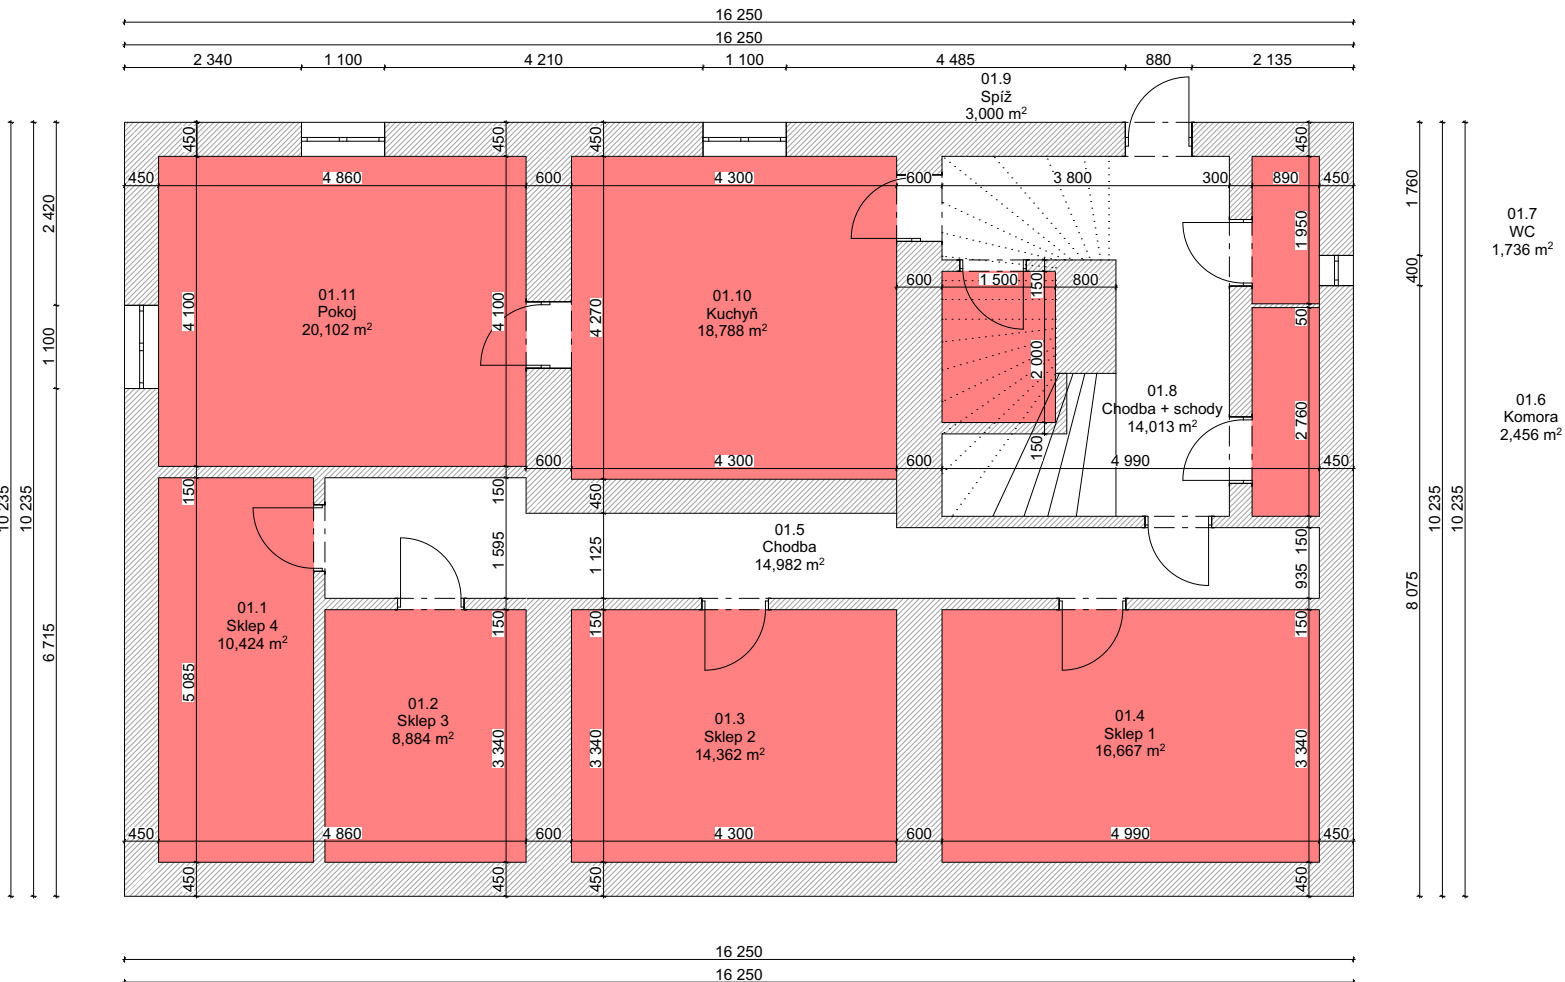 16 250
16 250
2 340 1 100 4 210 1 100 4 485 880 2 135
01.9
Spíž
3,000 m²
450 450 450 450
450 4 860 600 4 300 600 3 800 300 890 450
2 420
1 100
6 715
10 235
10 235
1 760
400
8 075
10 235
10 235
01.7
WC
1,736 m²
1 950
600 1 500 150 800
01.11
Pokoj
20,102 m²
4 100
4 100
4 270
01.10
Kuchyň
18,788 m²
50
2 000
01.8
Chodba + schody
14,013 m²
2 760
01.6
Komora
2,456 m²
150
600 4 300 600 4 990 450
150 150 450
01.5
Chodba
14,982 m²
1 595
1 125
150
935
01.1
Sklep 4
10,424 m²
150 150 150
5 085
01.2
Sklep 3
8,884 m²
3 340
01.3
Sklep 2
14,362 m²
3 340
01.4
Sklep 1
16,667 m²
3 340
450 4 860 600 4 300 600 4 990 450
450 450 450 450
16 250
16 250